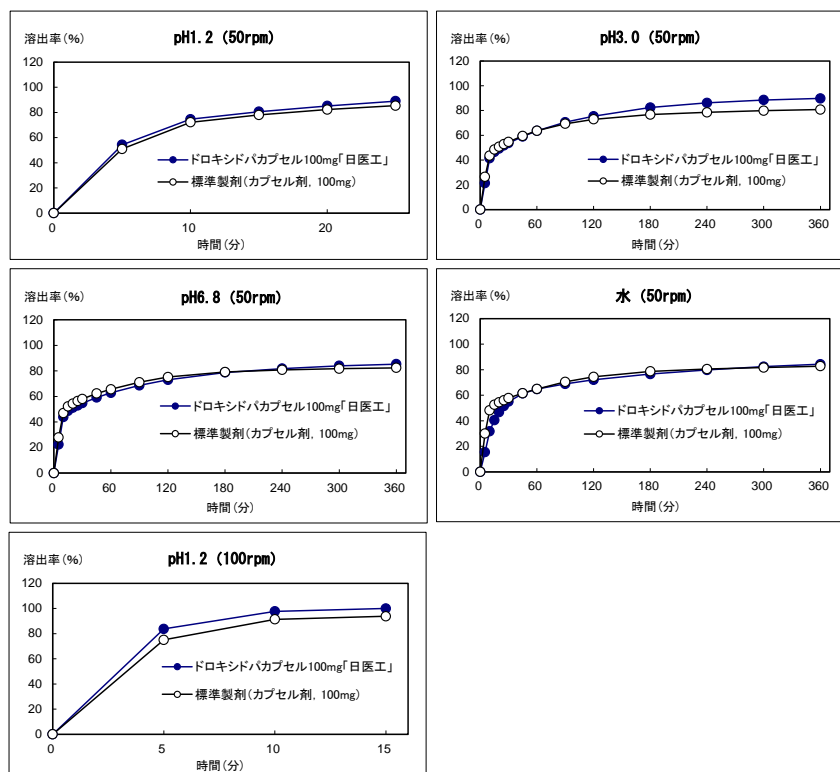 溶出率(%)
pH1.2 (50rpm)
120
100
80
60
40
20
0
ドロキシドパカプセル100mg「日医工」
標準製剤(カプセル剤, 100mg)
0
10
20
時間(分)
溶出率(%)
pH3.0 (50rpm)
120
100
80
60
40
20
0
ドロキシドパカプセル100mg「日医工」
標準製剤(カプセル剤, 100mg)
0
60
120
180
240
300
360
時間(分)
溶出率(%)
pH6.8 (50rpm)
120
100
80
60
40
20
0
ドロキシドパカプセル100mg「日医工」
標準製剤(カプセル剤, 100mg)
0
60
120
180
240
300
360
時間(分)
溶出率(%)
水 (50rpm)
120
100
80
60
40
20
0
ドロキシドパカプセル100mg「日医工」
標準製剤(カプセル剤, 100mg)
0
60
120
180
240
300
360
時間(分)
溶出率(%)
pH1.2 (100rpm)
120
100
80
60
40
20
0
ドロキシドパカプセル100mg「日医工」
標準製剤(カプセル剤, 100mg)
0
5
10
15
時間(分)